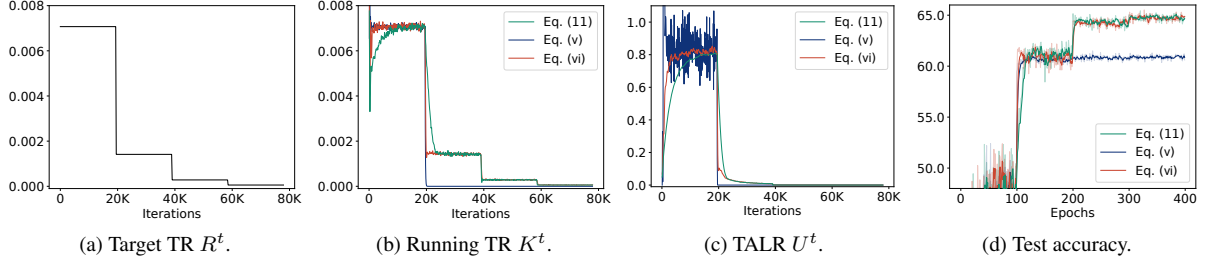 0.008
0.006
0.004
0.002
0.000
0 20K 40K 60K 80K
Iterations
(a) Target TR R^t.
0.008
0.006
0.004
0.002
0.000
0 20K 40K 60K 80K
Iterations
Eq. (11)
Eq. (v)
Eq. (vi)
(b) Running TR K^t.
1.0
0.8
0.6
0.4
0.2
0.0
0 20K 40K 60K 80K
Iterations
Eq. (11)
Eq. (v)
Eq. (vi)
(c) TALR U^t.
65.0
60.0
55.0
50.0
0 100 200 300 400
Epochs
Eq. (11)
Eq. (v)
Eq. (vi)
(d) Test accuracy.